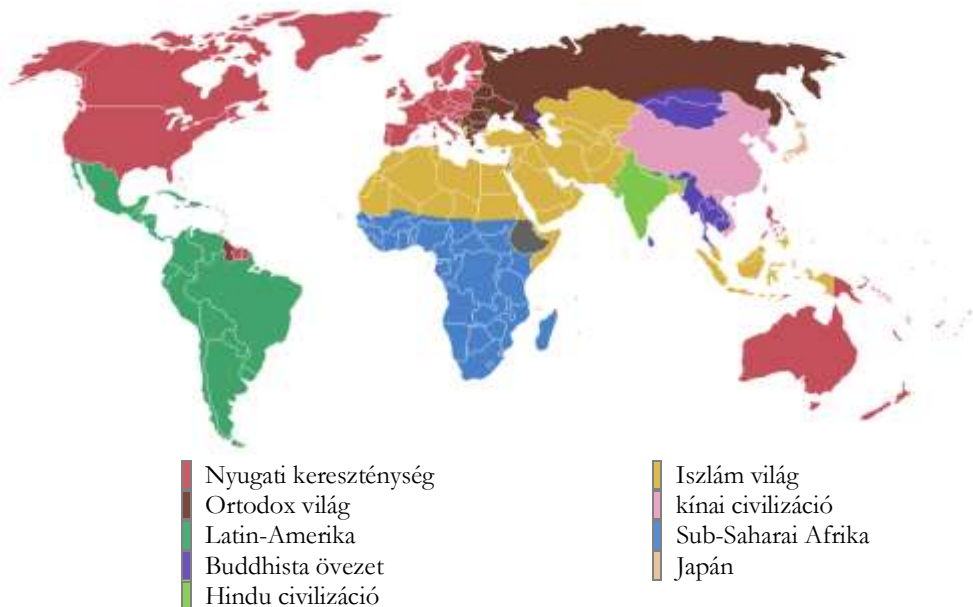 Nyugati kereszténység
Ortodox világ
Latin-Amerika
Buddhista övezet
Hindu civilizáció
Iszlám világ
kínai civilizáció
Sub-Saharai Afrika
Japán